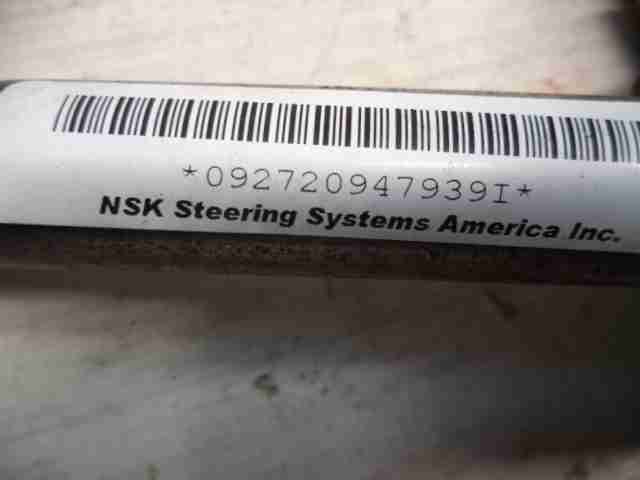 *092720947939I*
NSK Steering Systems America Inc.